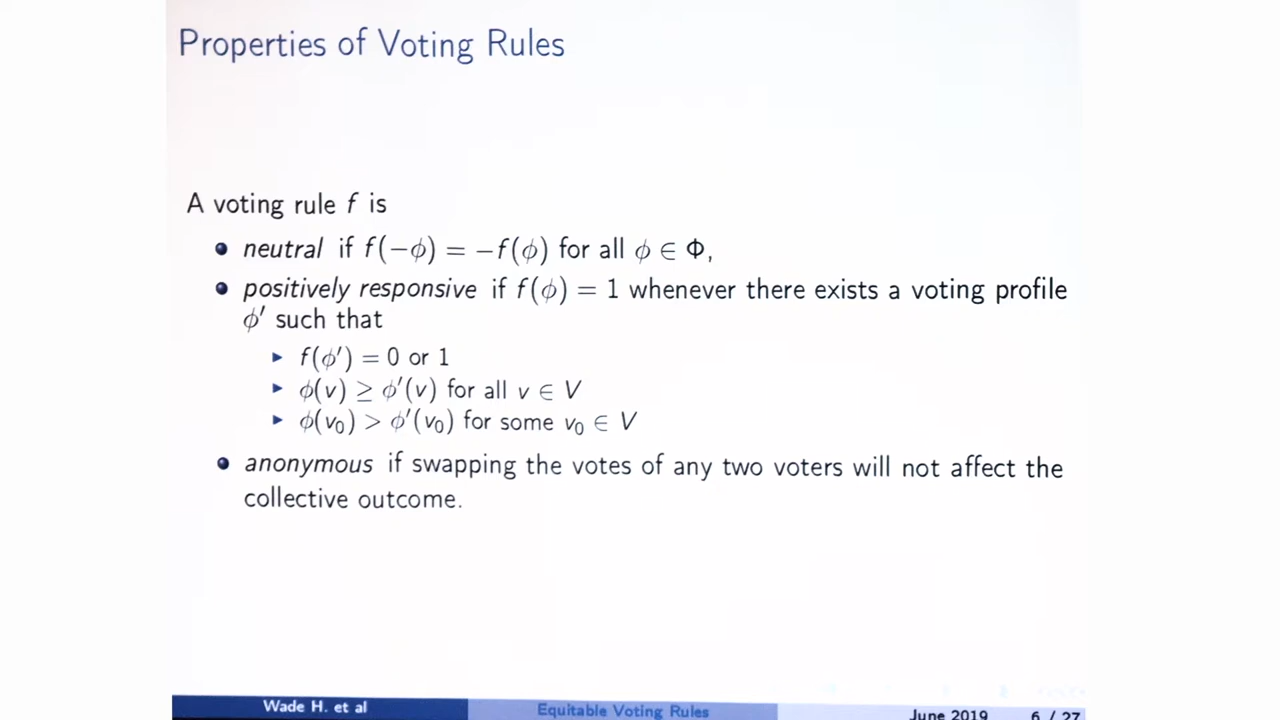 Properties of Voting Rules
A voting rule f is
• neutral if f(−ϕ) = −f(ϕ) for all ϕ ∈ Φ,
• positively responsive if f(ϕ) = 1 whenever there exists a voting profile
ϕ′ such that
▶ f(ϕ′) = 0 or 1
▶ ϕ(v) ≥ ϕ′(v) for all v ∈ V
▶ ϕ(v₀) > ϕ′(v₀) for some v₀ ∈ V
• anonymous if swapping the votes of any two voters will not affect the
collective outcome.
Wade H. et al Equitable Voting Rules June 2019 6 / 27